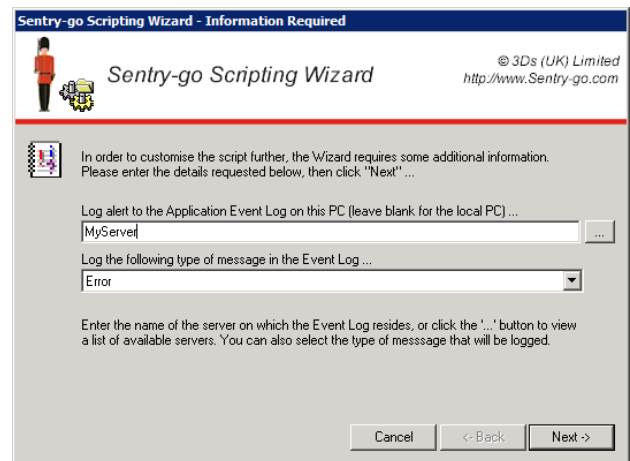 Sentry-go Scripting Wizard - Information Required
Sentry-go Scripting Wizard
© 3Ds (UK) Limited
http://www.Sentry-go.com
In order to customise the script further, the Wizard requires some additional information.
Please enter the details requested below, then click "Next" ...
Log alert to the Application Event Log on this PC (leave blank for the local PC) ...
MyServer
...
Log the following type of message in the Event Log ...
Error
Enter the name of the server on which the Event Log resides, or click the '...' button to view
a list of available servers. You can also select the type of messsage that will be logged.
Cancel
<- Back
Next ->